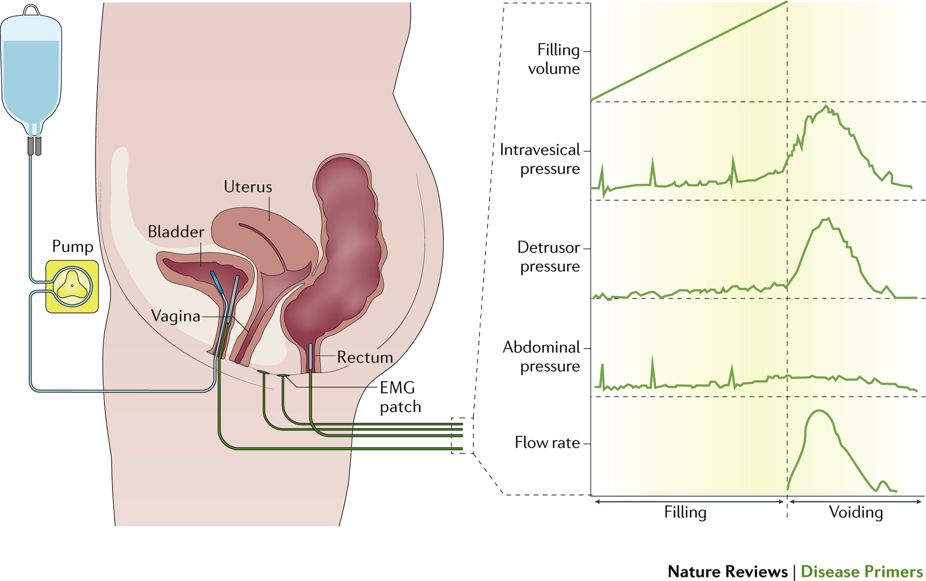 Pump
Bladder
Uterus
Vagina
Rectum
EMG
patch
Filling
volume
Intravesical
pressure
Detrusor
pressure
Abdominal
pressure
Flow rate
Filling
Voiding
Nature Reviews | Disease Primers